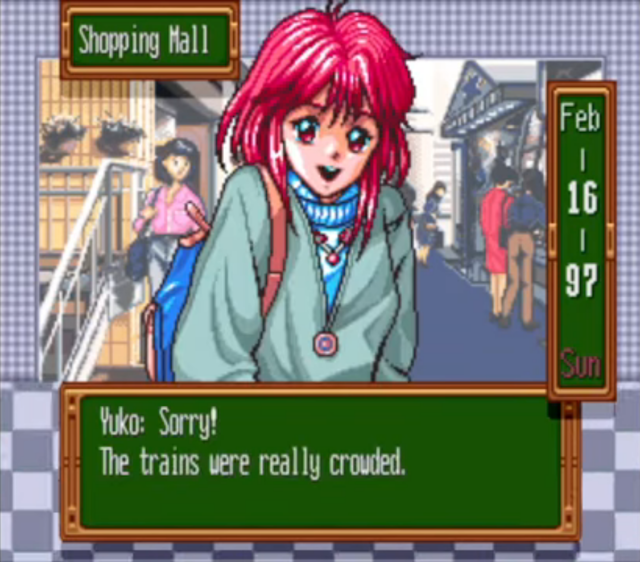 Shopping Mall
Feb
16
97
Sun
Yuko: Sorry!
The trains were really crowded.